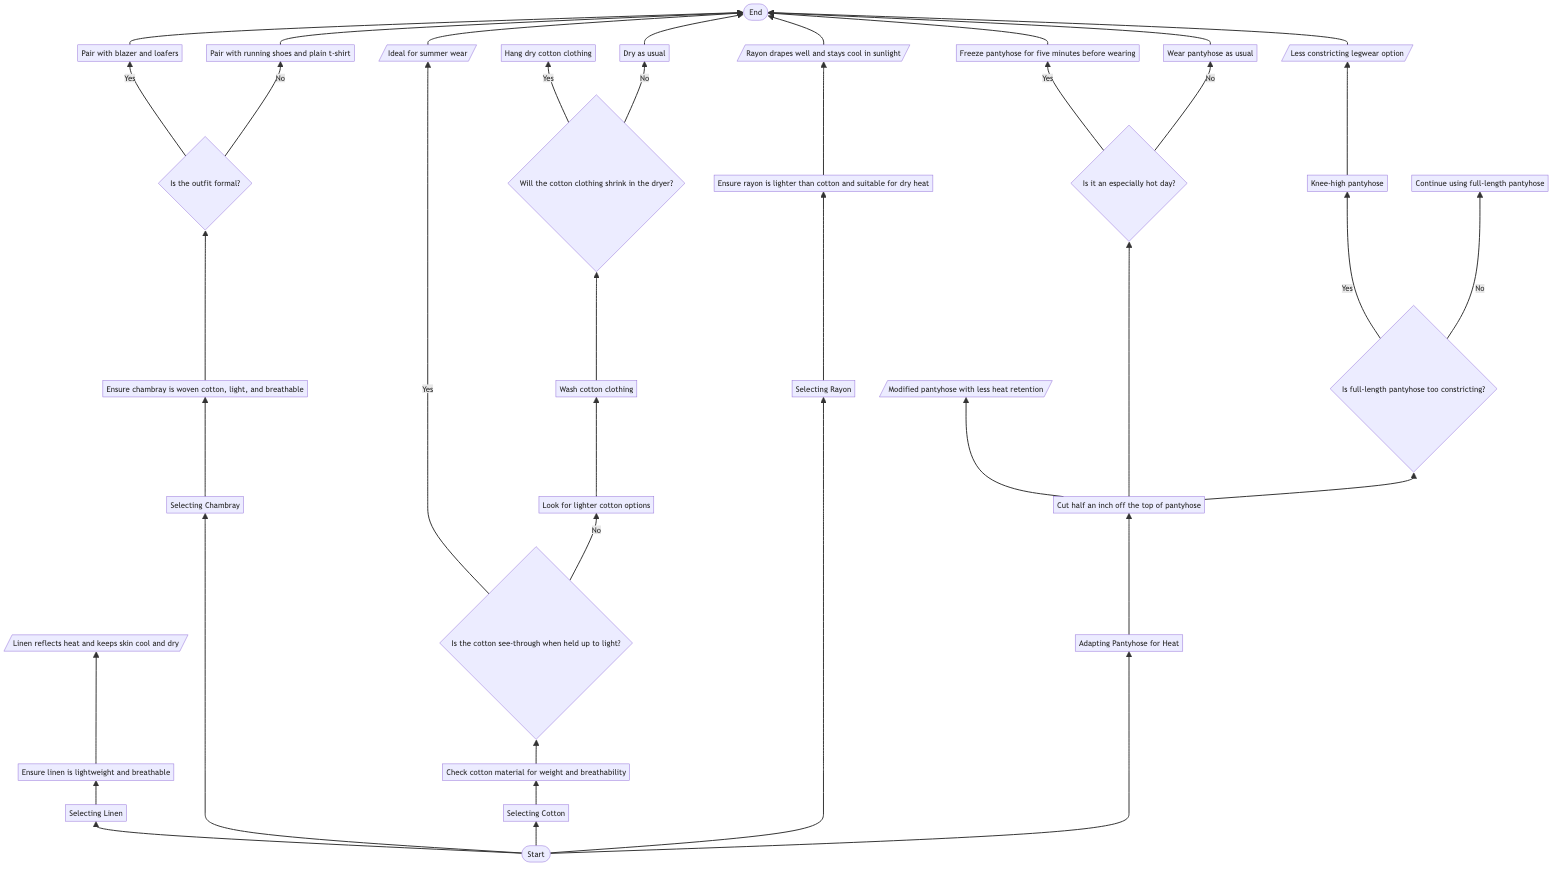 End
Pair with blazer and loafers
Pair with running shoes and plain t-shirt
Ideal for summer wear
Hang dry cotton clothing
Dry as usual
Rayon drapes well and stays cool in sunlight
Freeze pantyhose for five minutes before wearing
Wear pantyhose as usual
Less constricting legwear option
Yes
No
Yes
No
Yes
No
Is the outfit formal?
Will the cotton clothing shrink in the dryer?
Ensure rayon is lighter than cotton and suitable for dry heat
Is it an especially hot day?
Knee-high pantyhose
Continue using full-length pantyhose
Yes
No
Ensure chambray is woven cotton, light, and breathable
Yes
Wash cotton clothing
Selecting Rayon
Modified pantyhose with less heat retention
Is full-length pantyhose too constricting?
Selecting Chambray
Look for lighter cotton options
Cut half an inch off the top of pantyhose
No
Linen reflects heat and keeps skin cool and dry
Is the cotton see-through when held up to light?
Adapting Pantyhose for Heat
Ensure linen is lightweight and breathable
Check cotton material for weight and breathability
Selecting Linen
Selecting Cotton
Start